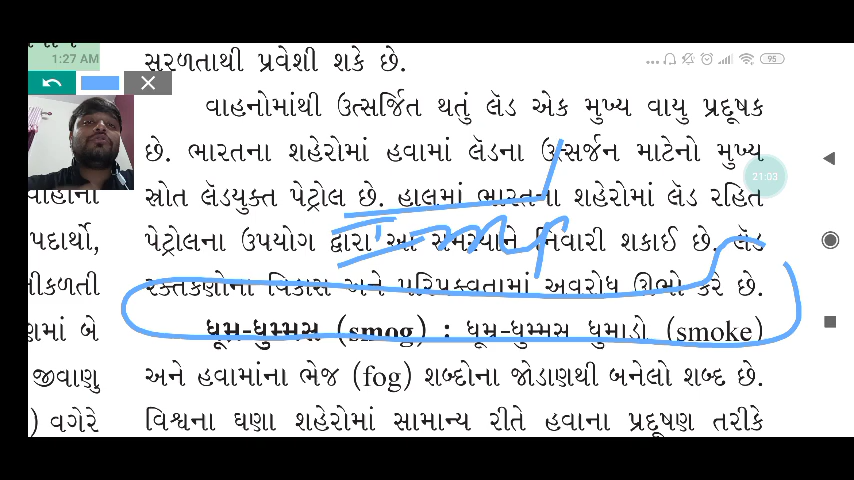 1:27 AM
95
સરળતાથી પ્રવેશી શકે છે.
વાહનોમાંથી ઉત્સર્જિત થતું લૅડ એક મુખ્ય વાયુ પ્રદૂષક
છે. ભારતના શહેરોમાં હવામાં લૅડના ઉત્સર્જન માટેનો મુખ્ય
સ્રોત લૅડયુક્ત પેટ્રોલ છે. હાલમાં ભારતના શહેરોમાં લૅડ રહિત
21:03
પેટ્રોલના ઉપયોગ દ્વારા આ સમસ્યાને નિવારી શકાઈ છે. લૅડ
Imp
રક્તકણોના વિકાસ અને પરિપક્વતામાં અવરોધ ઊભો કરે છે.
ધૂમ્ર-ધુમ્મસ (smog) : ધૂમ્ર-ધુમ્મસ ધુમાડો (smoke)
અને હવામાંના ભેજ (fog) શબ્દોના જોડાણથી બનેલો શબ્દ છે.
વિશ્વના ઘણા શહેરોમાં સામાન્ય રીતે હવાના પ્રદૂષણ તરીકે
પદાર્થો,
માં બે
જીવાણુ
) વગેરે